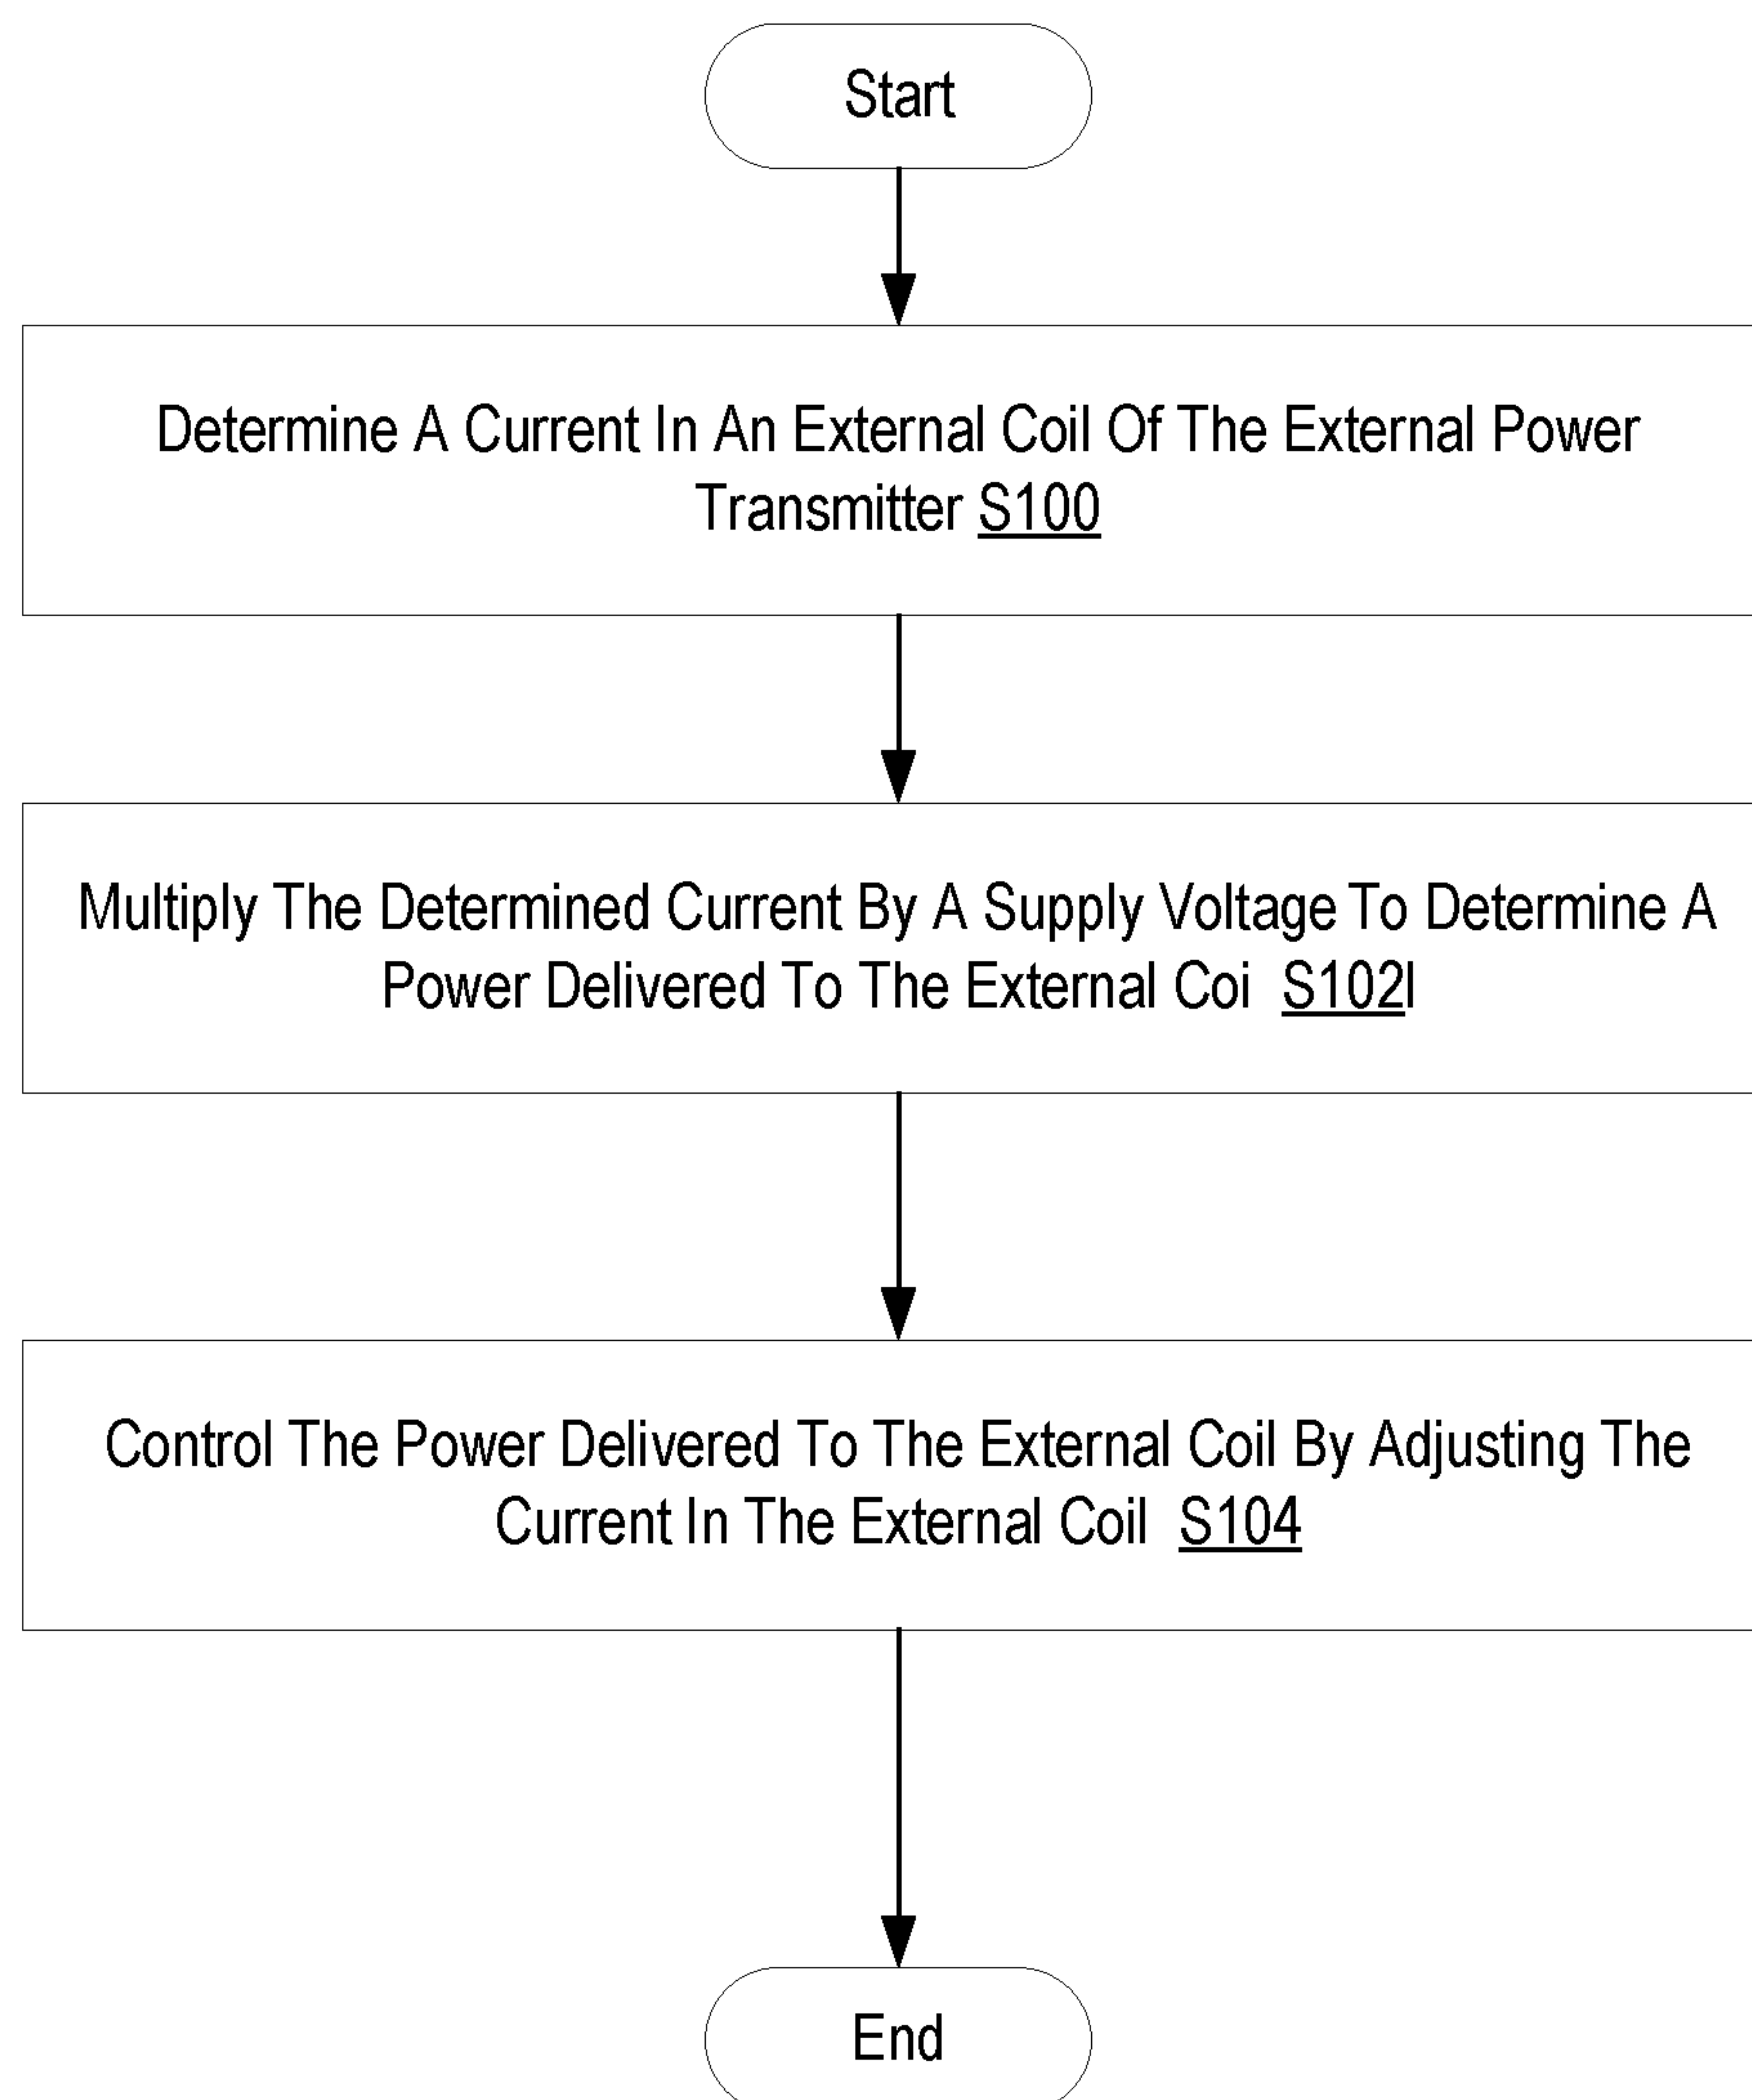 Start
Determine A Current In An External Coil Of The External Power
Transmitter S100
Multiply The Determined Current By A Supply Voltage To Determine A
Power Delivered To The External Coi  S102l
Control The Power Delivered To The External Coil By Adjusting The
Current In The External Coil  S104
End